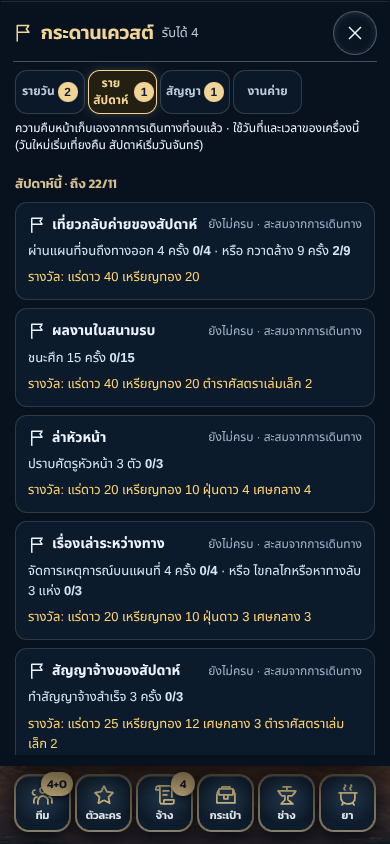 กระดานเควสต์ รับได้ 4
รายวัน 2
ราย
สัปดาห์ 1
สัญญา 1
งานค่าย
ความคืบหน้าเก็บเองจากการเดินทางที่จบแล้ว · ใช้วันที่และเวลาของเครื่องนี้
(วันใหม่เริ่มเที่ยงคืน สัปดาห์เริ่มวันจันทร์)
สัปดาห์นี้ · ถึง 22/11
เที่ยวกลับค่ายของสัปดาห์ ยังไม่ครบ · สะสมจากการเดินทาง
ผ่านแผนที่จนถึงทางออก 4 ครั้ง 0/4 · หรือ กวาดล้าง 9 ครั้ง 2/9
รางวัล: แร่ดาว 40 เหรียญทอง 20
ผลงานในสนามรบ ยังไม่ครบ · สะสมจากการเดินทาง
ชนะศึก 15 ครั้ง 0/15
รางวัล: แร่ดาว 40 เหรียญทอง 20 ตำราศัสตราเล่มเล็ก 2
ล่าหัวหน้า ยังไม่ครบ · สะสมจากการเดินทาง
ปราบศัตรูหัวหน้า 3 ตัว 0/3
รางวัล: แร่ดาว 20 เหรียญทอง 10 ฝุ่นดาว 4 เศษกลาง 4
เรื่องเล่าระหว่างทาง ยังไม่ครบ · สะสมจากการเดินทาง
จัดการเหตุการณ์บนแผนที่ 4 ครั้ง 0/4 · หรือ ไขกลไกหรือหาทางลับ
3 แห่ง 0/3
รางวัล: แร่ดาว 20 เหรียญทอง 10 ฝุ่นดาว 3 เศษกลาง 3
สัญญาจ้างของสัปดาห์ ยังไม่ครบ · สะสมจากการเดินทาง
ทำสัญญาจ้างสำเร็จ 3 ครั้ง 0/3
รางวัล: แร่ดาว 25 เหรียญทอง 12 เศษกลาง 3 ตำราศัสตราเล่ม
เล็ก 2
4+0
4
ทีม ตัวละคร จ้าง กระเป๋า ช่าง ยา